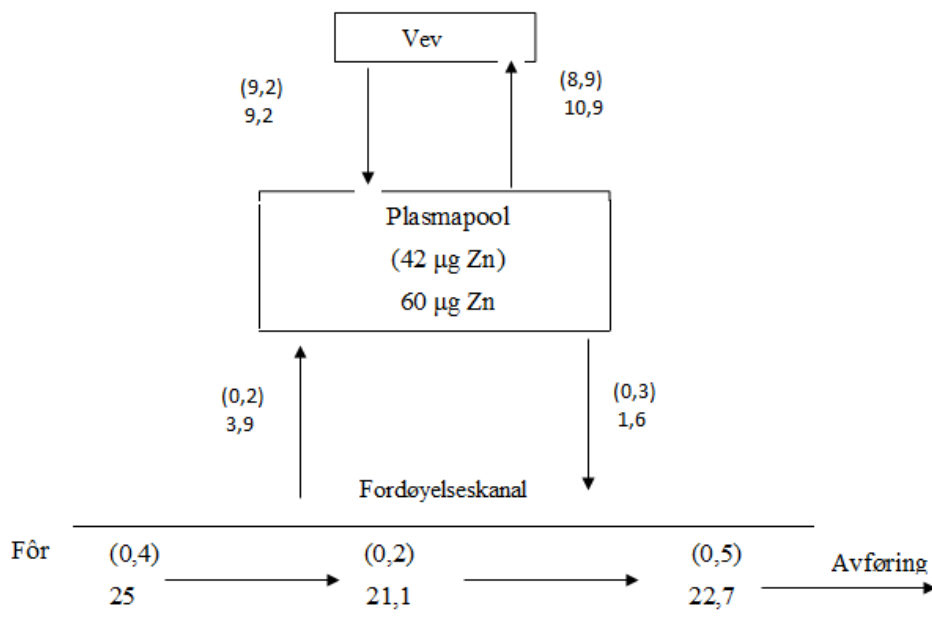 Vev
(9,2)
9,2
(8,9)
10,9
Plasmapool
(42 µg Zn)
60 µg Zn
(0,2)
3,9
(0,3)
1,6
Fordøyelseskanal
Fôr
(0,4)
25
(0,2)
21,1
(0,5)
22,7
Avføring